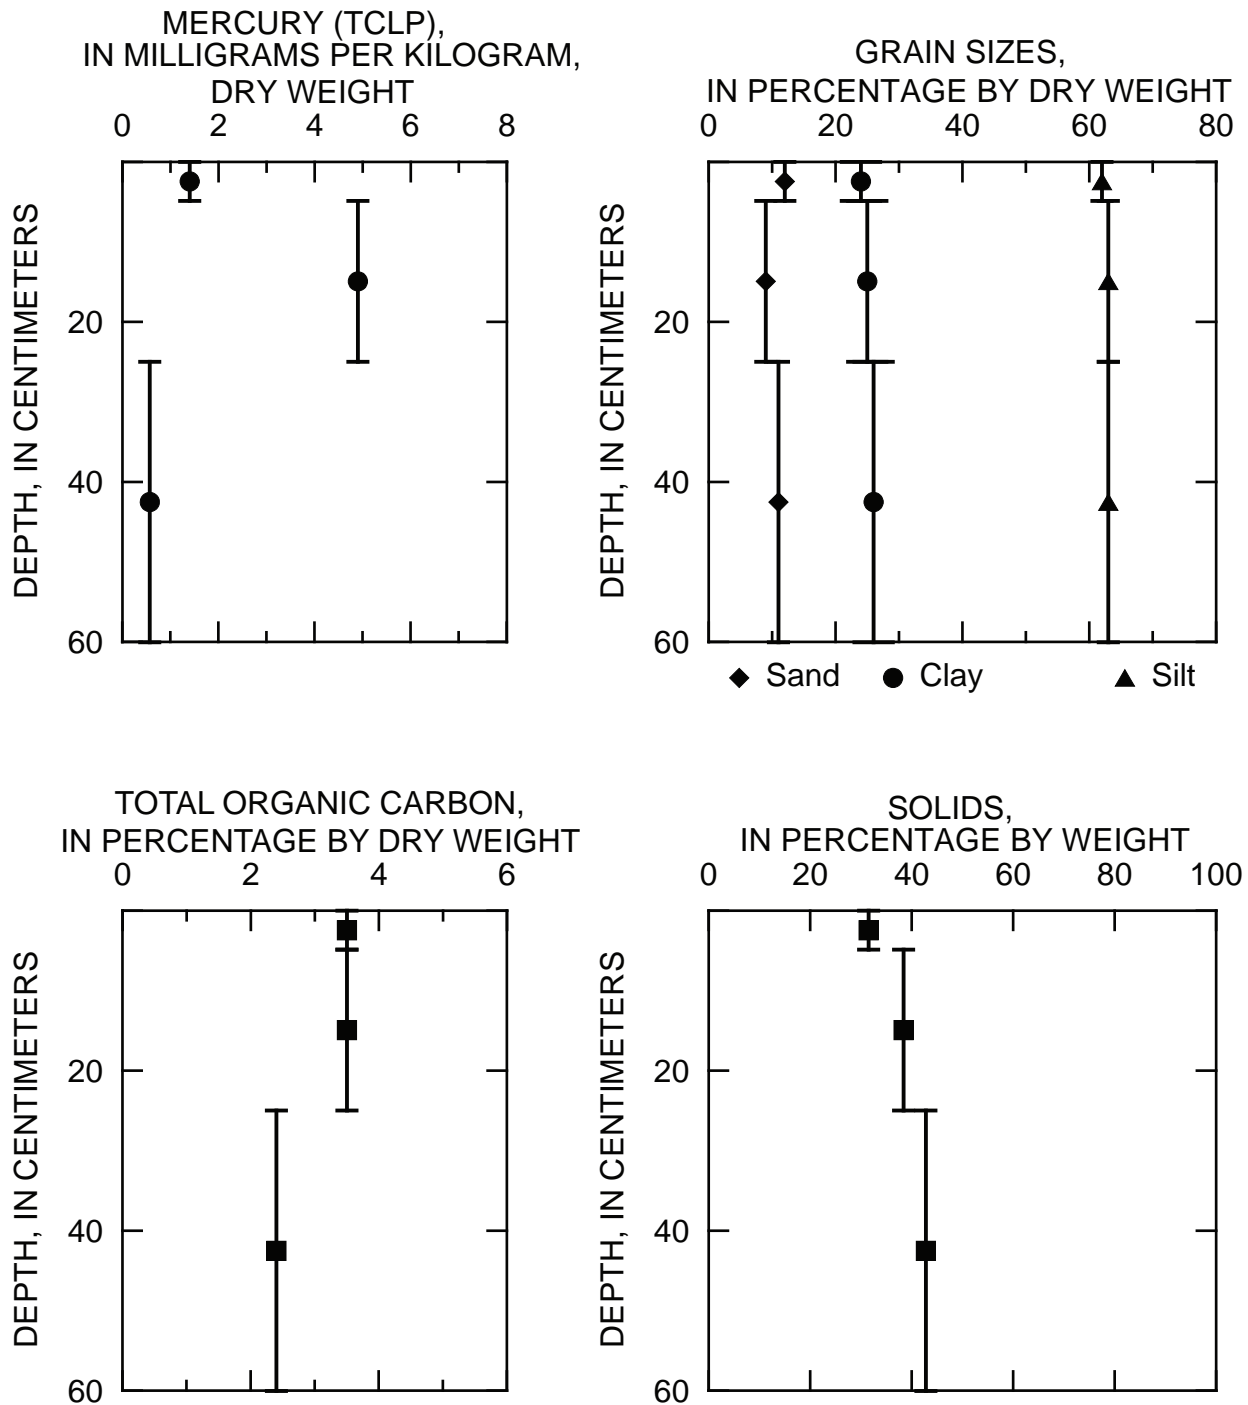 MERCURY (TCLP),
IN MILLIGRAMS PER KILOGRAM,
DRY WEIGHT
0 2 4 6 8
DEPTH, IN CENTIMETERS
20
40
60
GRAIN SIZES,
IN PERCENTAGE BY DRY WEIGHT
0 20 40 60 80
DEPTH, IN CENTIMETERS
20
40
60
Sand Clay Silt
TOTAL ORGANIC CARBON,
IN PERCENTAGE BY DRY WEIGHT
0 2 4 6
DEPTH, IN CENTIMETERS
20
40
60
SOLIDS,
IN PERCENTAGE BY WEIGHT
0 20 40 60 80 100
DEPTH, IN CENTIMETERS
20
40
60